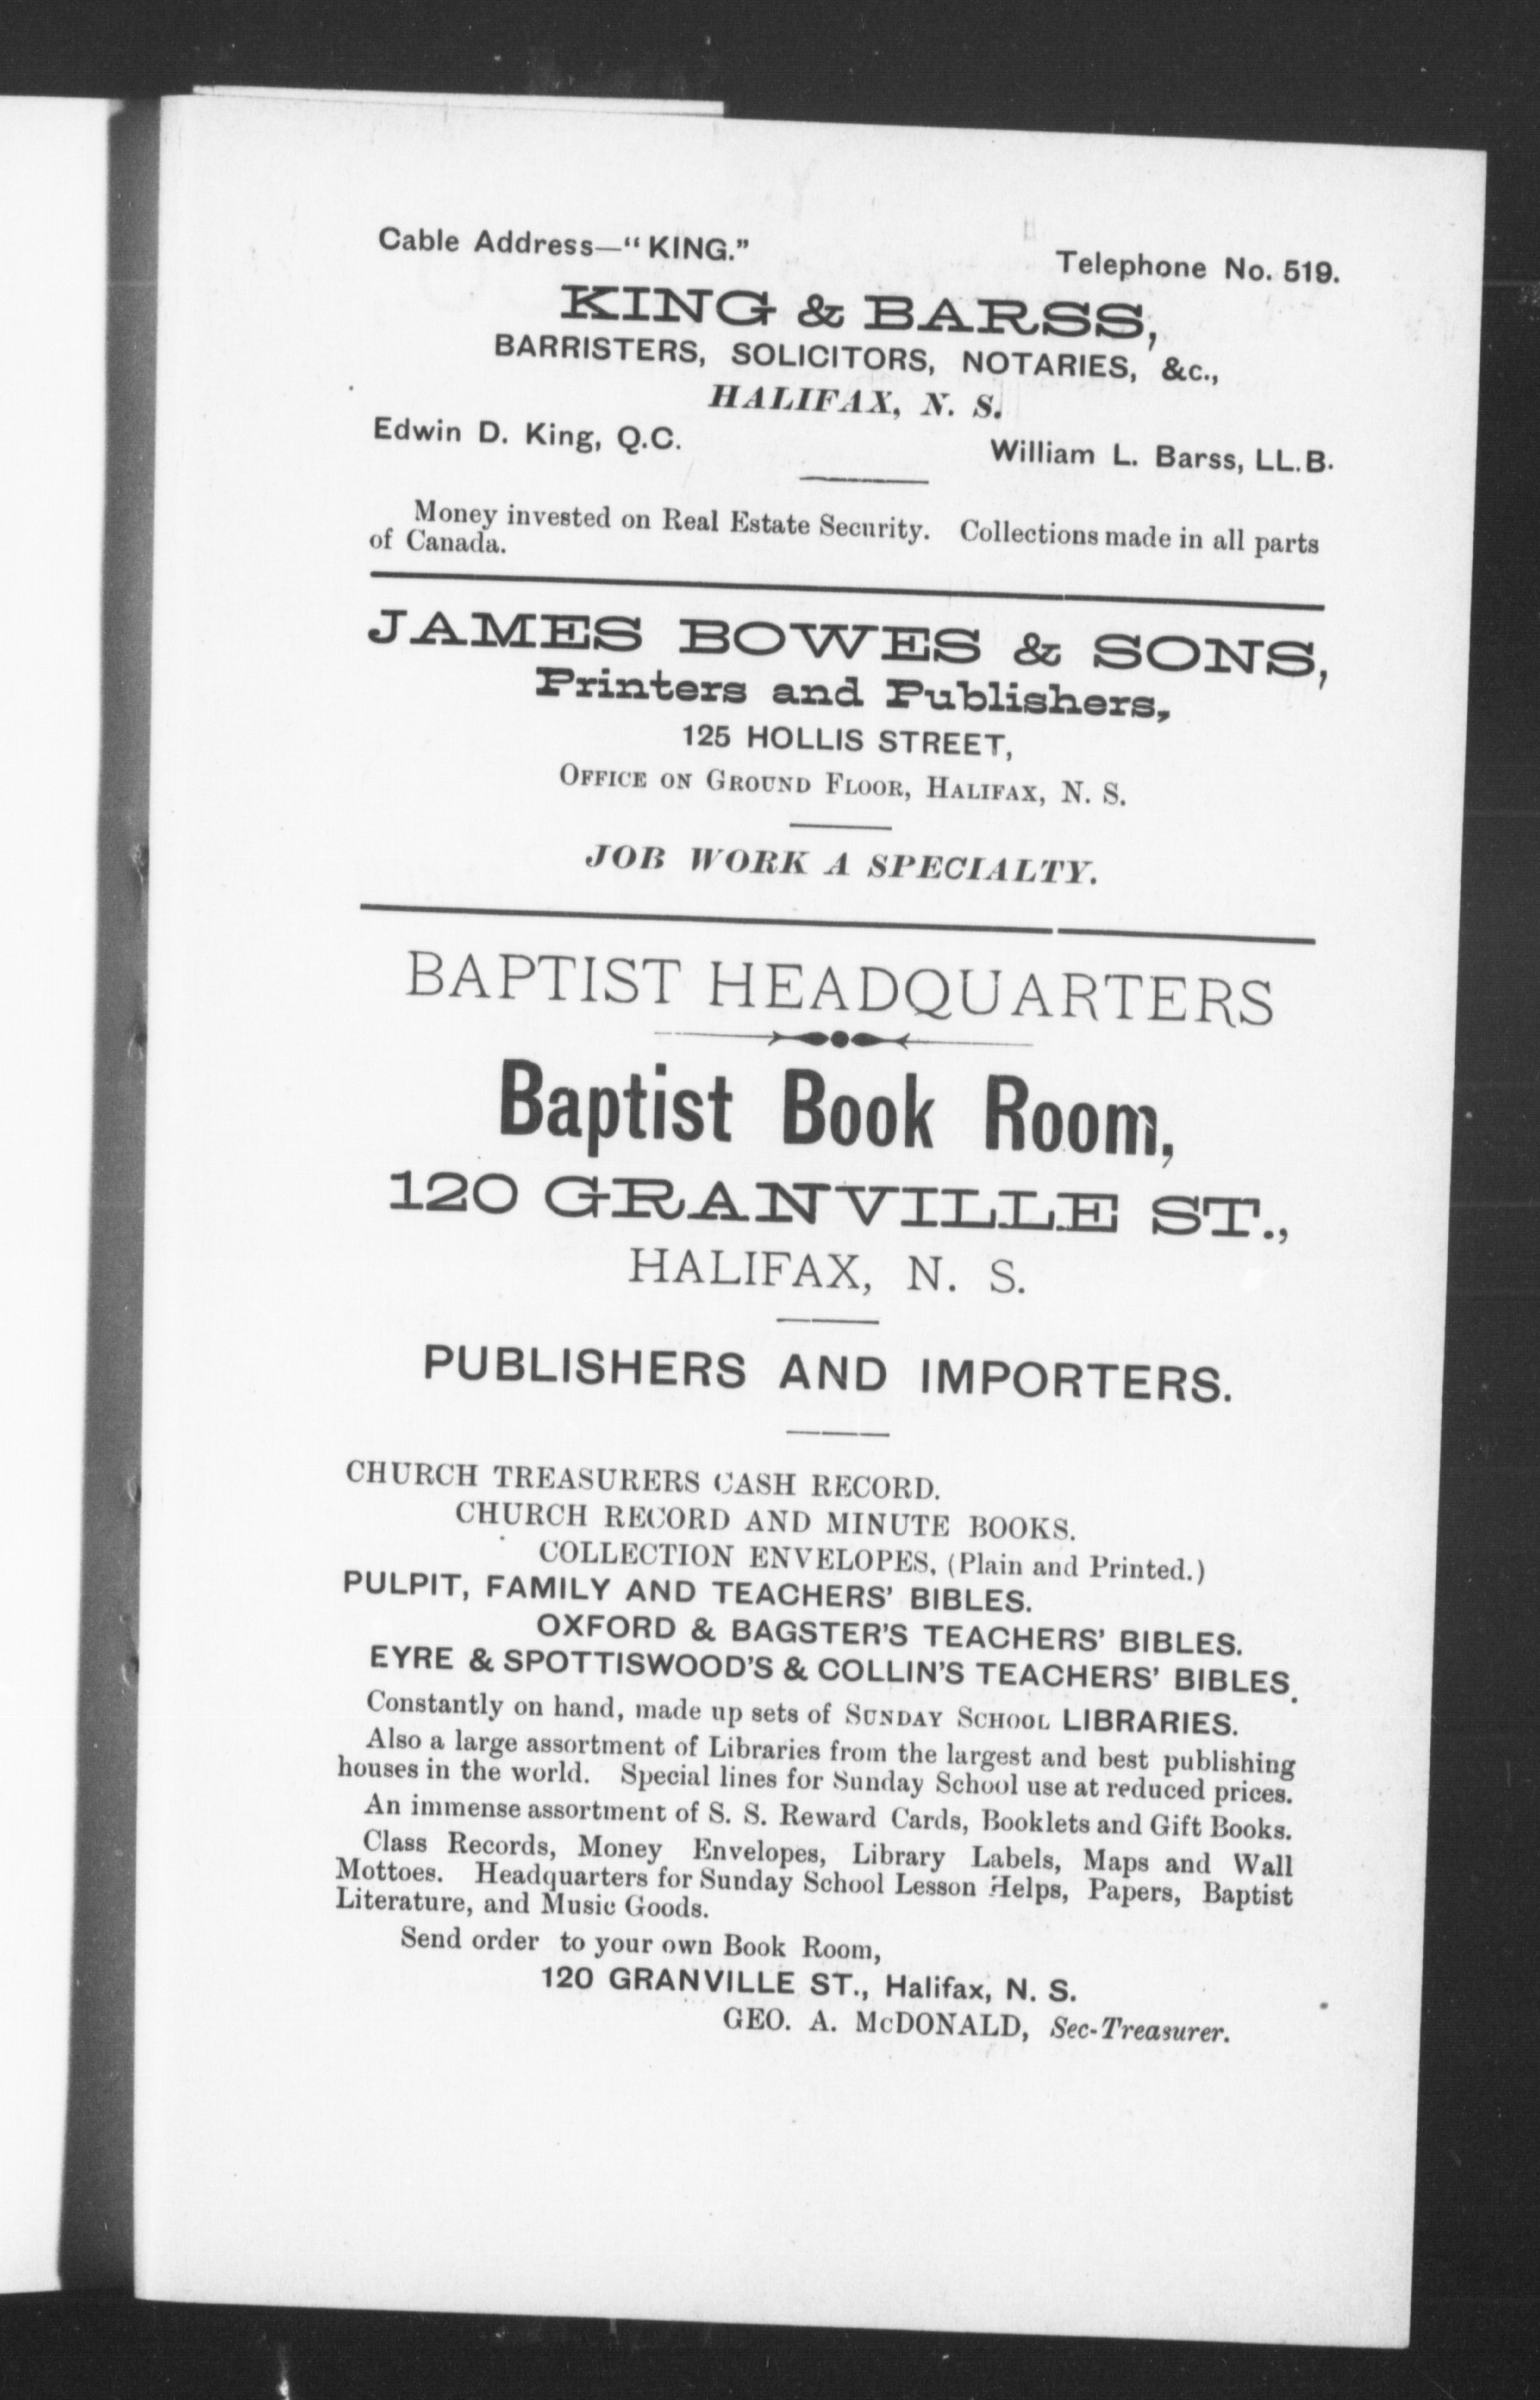 Cable Address—"KING."
Telephone No. 519.
KING & BARSS,
BARRISTERS, SOLICITORS, NOTARIES, &c.,
HALIFAX, N. S.
Edwin D. King, Q.C.
William L. Barss, LL.B.
Money invested on Real Estate Security. Collections made in all parts
of Canada.
JAMES BOWES & SONS,
Printers and Publishers,
125 HOLLIS STREET,
OFFICE ON GROUND FLOOR, HALIFAX, N. S.
JOB WORK A SPECIALTY.
BAPTIST HEADQUARTERS
Baptist Book Room,
120 GRANVILLE ST.,
HALIFAX, N. S.
PUBLISHERS AND IMPORTERS.
CHURCH TREASURERS CASH RECORD.
CHURCH RECORD AND MINUTE BOOKS.
COLLECTION ENVELOPES, (Plain and Printed.)
PULPIT, FAMILY AND TEACHERS' BIBLES.
OXFORD & BAGSTER'S TEACHERS' BIBLES.
EYRE & SPOTTISWOOD'S & COLLIN'S TEACHERS' BIBLES.
Constantly on hand, made up sets of SUNDAY SCHOOL LIBRARIES.
Also a large assortment of Libraries from the largest and best publishing
houses in the world. Special lines for Sunday School use at reduced prices.
An immense assortment of S. S. Reward Cards, Booklets and Gift Books.
Class Records, Money Envelopes, Library Labels, Maps and Wall
Mottoes. Headquarters for Sunday School Lesson Helps, Papers, Baptist
Literature, and Music Goods.
Send order to your own Book Room,
120 GRANVILLE ST., Halifax, N. S.
GEO. A. McDONALD, Sec-Treasurer.